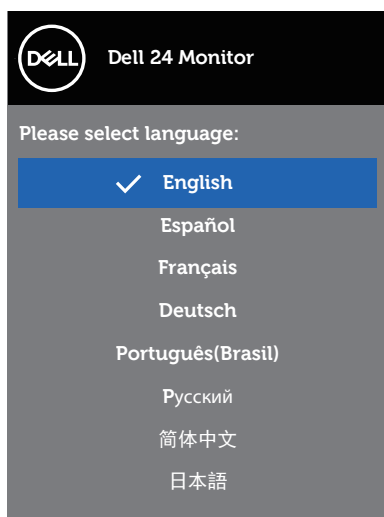 DELL
Dell 24 Monitor
Please select language:
English
Español
Français
Deutsch
Português(Brasil)
Русский
简体中文
日本語